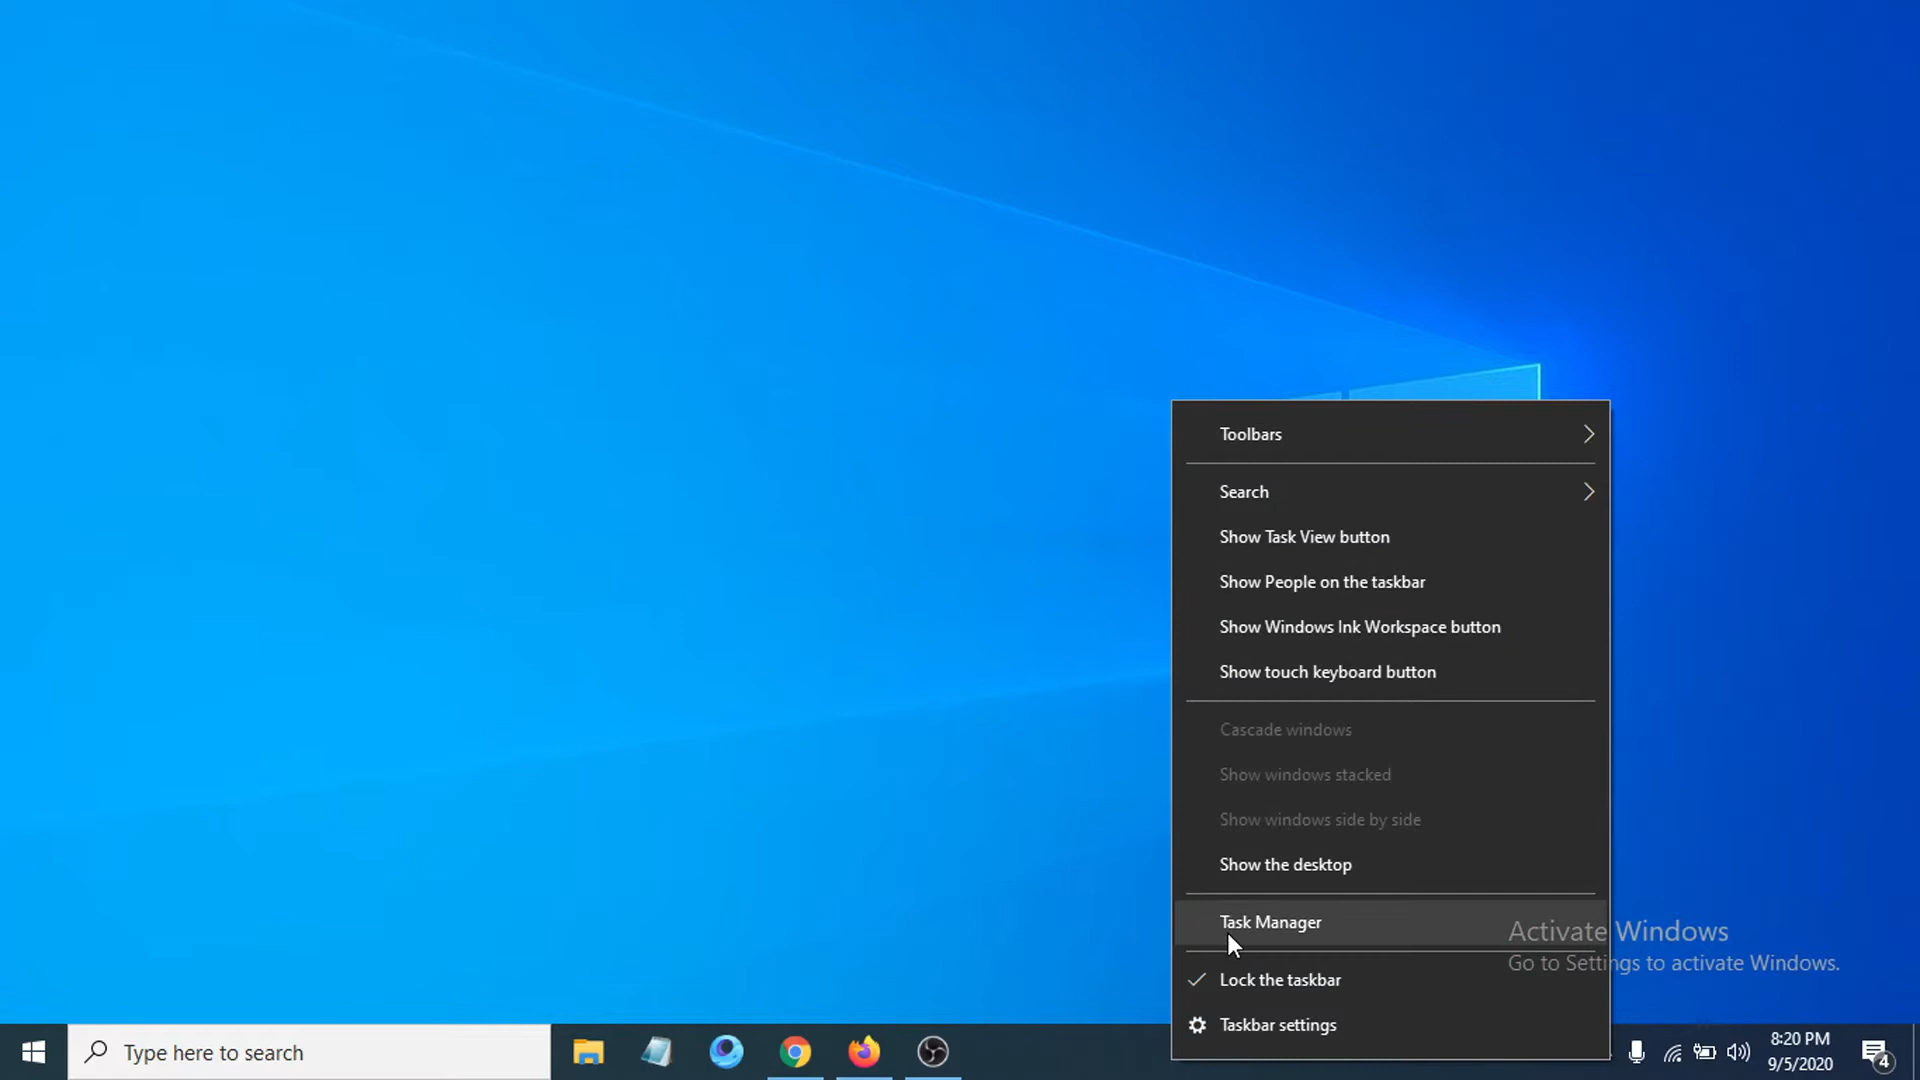 Toolbars
Search
Show Task View button
Show People on the taskbar
Show Windows Ink Workspace button
Show touch keyboard button
Cascade windows
Show windows stacked
Show windows side by side
Show the desktop
Task Manager
Activate Windows
Go to Settings to activate Windows.
Lock the taskbar
Taskbar settings
Type here to search
8:20 PM
9/5/2020
4